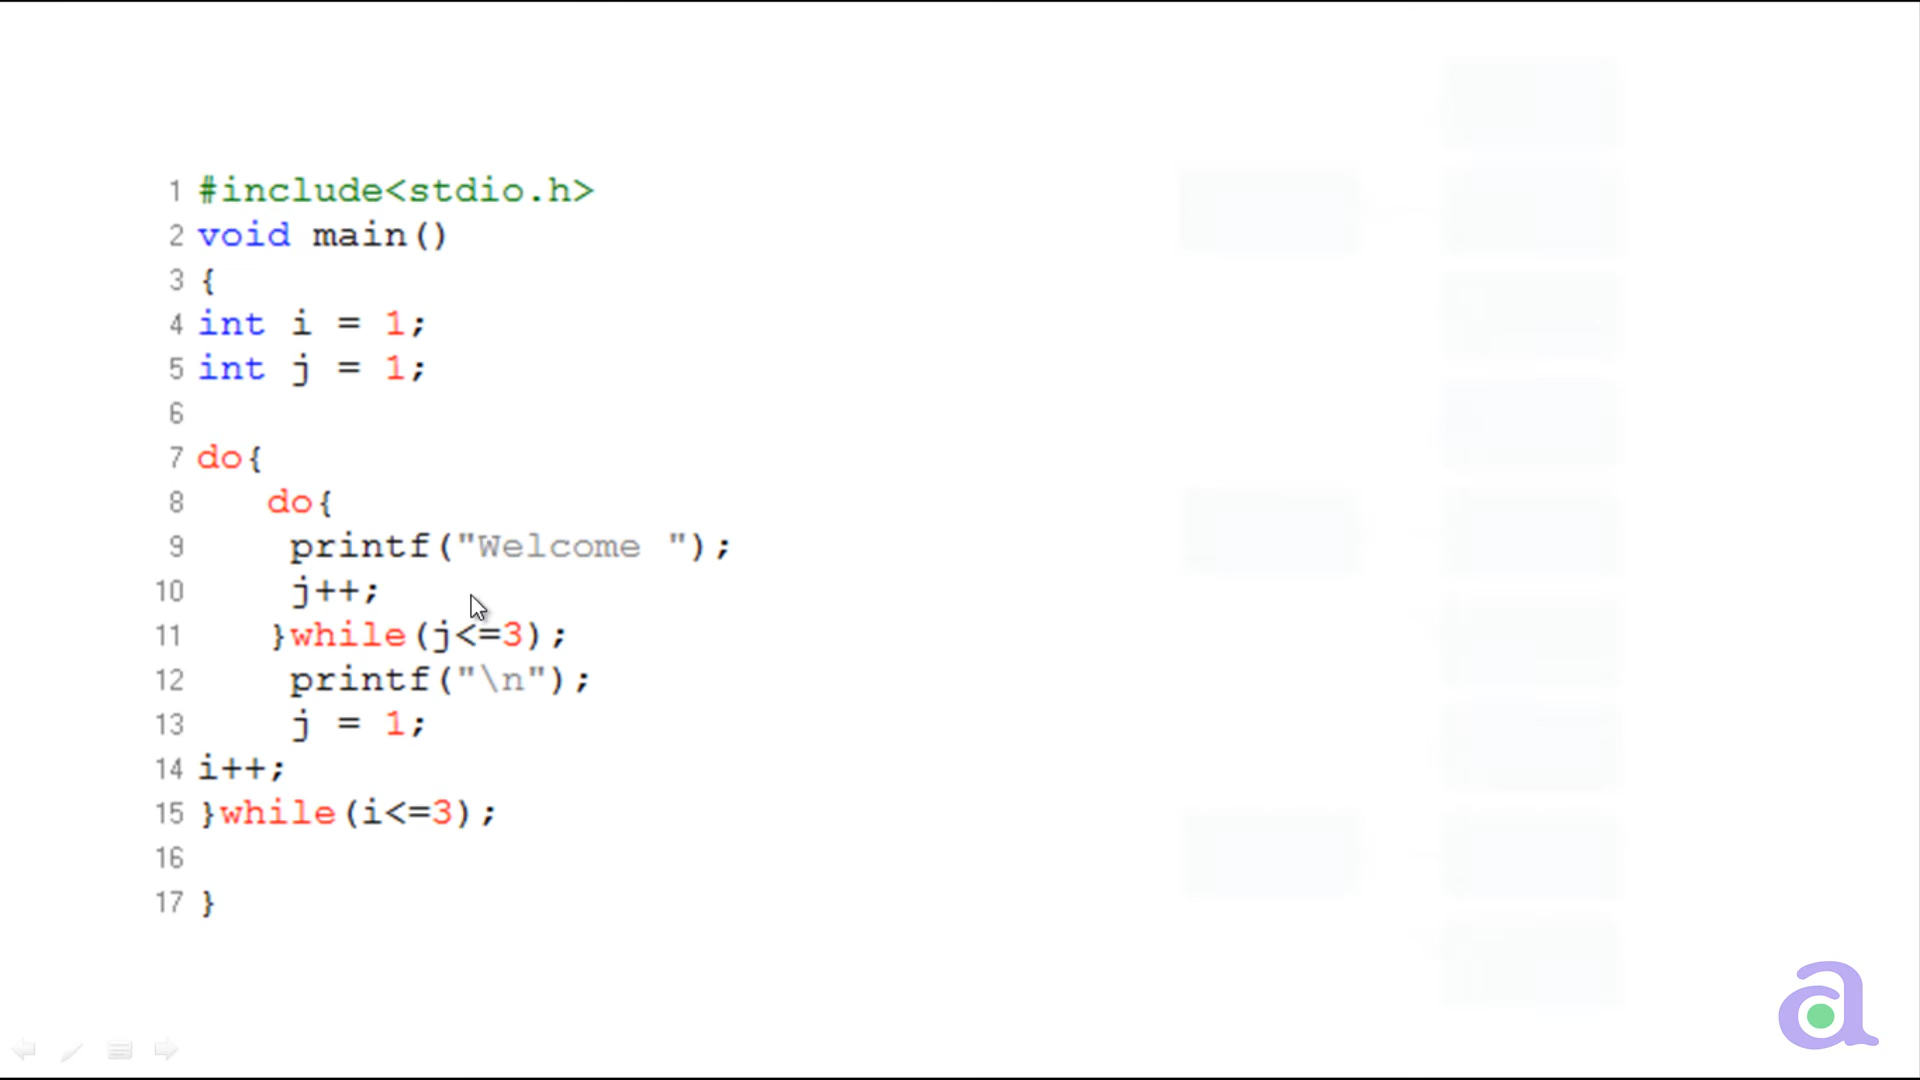 1 #include<stdio.h>
2 void main()
3 {
4 int i = 1;
5 int j = 1;
6
7 do{
8 do{
9 printf("Welcome ");
10 j++;
11 }while(j<=3);
12 printf("\n");
13 j = 1;
14 i++;
15 }while(i<=3);
16
17 }
a